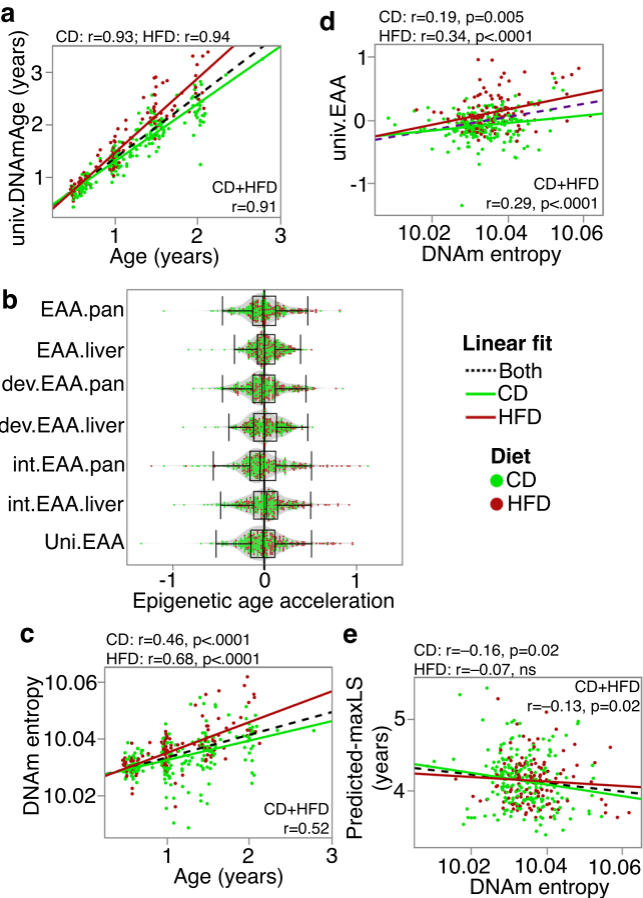 a
CD: r=0.93; HFD: r=0.94
univ.DNAmAge (years)
3
2
1
CD+HFD
r=0.91
1
2
3
Age (years)
d
CD: r=0.19, p=0.005
HFD: r=0.34, p<.0001
univ.EAA
1
0
-1
CD+HFD
r=0.29, p<.0001
10.02
10.04
10.06
DNAm entropy
b
EAA.pan
EAA.liver
dev.EAA.pan
dev.EAA.liver
int.EAA.pan
int.EAA.liver
Uni.EAA
-1
0
1
Epigenetic age acceleration
Linear fit
Both
CD
HFD
Diet
CD
HFD
c
CD: r=0.46, p<.0001
HFD: r=0.68, p<.0001
DNAm entropy
10.06
10.04
10.02
CD+HFD
r=0.52
1
2
3
Age (years)
e
CD: r=−0.16, p=0.02
HFD: r=−0.07, ns
CD+HFD
r=−0.13, p=0.02
Predicted-maxLS
(years)
5
4
10.02
10.04
10.06
DNAm entropy